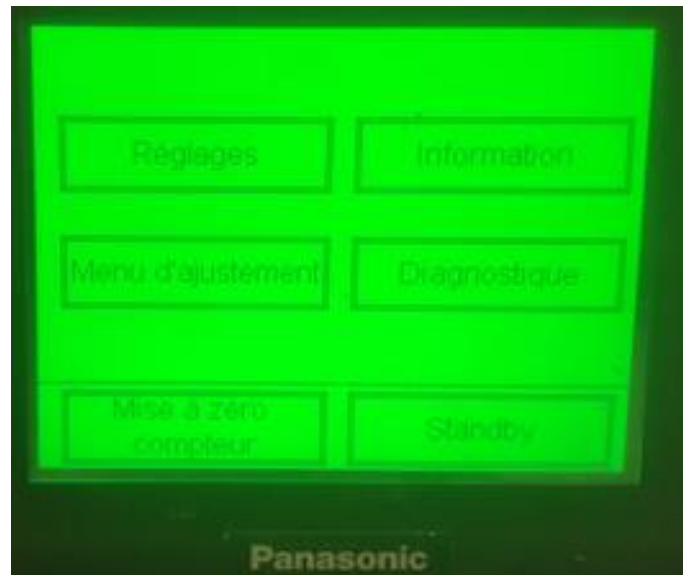 Réglages
Information
Menu d'ajustement
Diagnostique
Mise à zéro
compteur
Standby
Panasonic